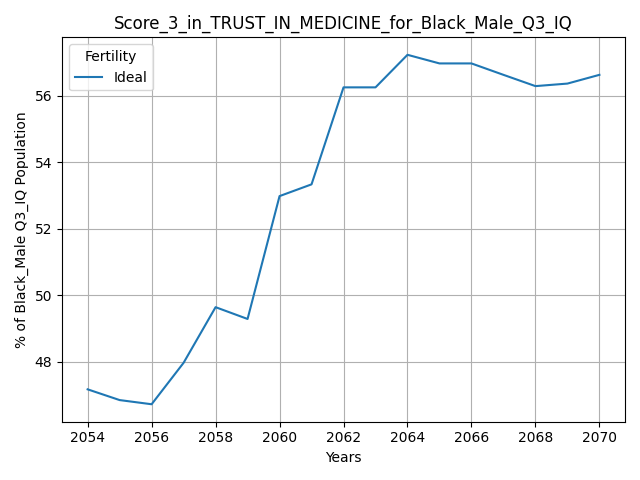 Score_3_in_TRUST_IN_MEDICINE_for_Black_Male_Q3_IQ
Fertility
Ideal
% of Black_Male Q3_IQ Population
56
54
52
50
48
2054 2056 2058 2060 2062 2064 2066 2068 2070
Years